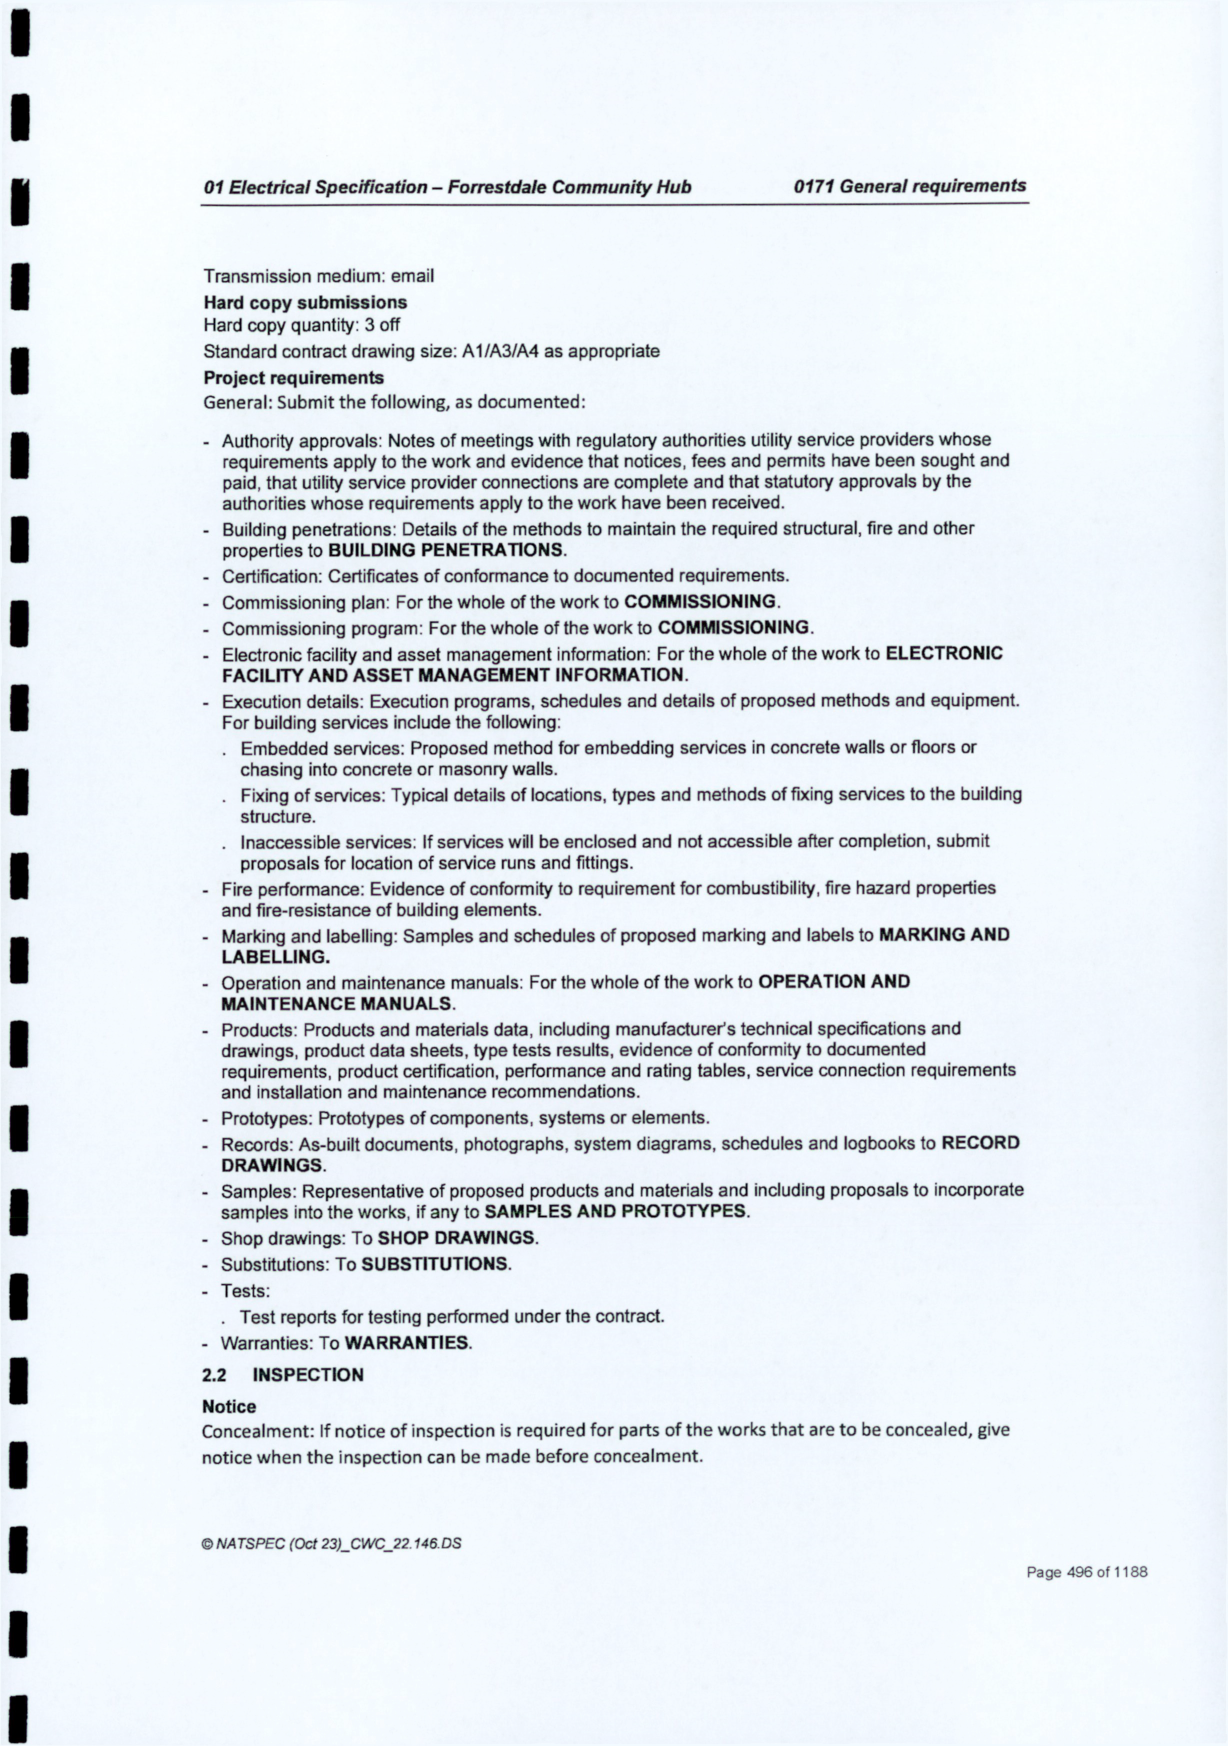 01 Electrical Specification – Forrestdale Community Hub 0171 General requirements
Transmission medium: email
Hard copy submissions
Hard copy quantity: 3 off
Standard contract drawing size: A1/A3/A4 as appropriate
Project requirements
General: Submit the following, as documented:
- Authority approvals: Notes of meetings with regulatory authorities utility service providers whose
requirements apply to the work and evidence that notices, fees and permits have been sought and
paid, that utility service provider connections are complete and that statutory approvals by the
authorities whose requirements apply to the work have been received.
- Building penetrations: Details of the methods to maintain the required structural, fire and other
properties to BUILDING PENETRATIONS.
- Certification: Certificates of conformance to documented requirements.
- Commissioning plan: For the whole of the work to COMMISSIONING.
- Commissioning program: For the whole of the work to COMMISSIONING.
- Electronic facility and asset management information: For the whole of the work to ELECTRONIC
FACILITY AND ASSET MANAGEMENT INFORMATION.
- Execution details: Execution programs, schedules and details of proposed methods and equipment.
For building services include the following:
. Embedded services: Proposed method for embedding services in concrete walls or floors or
chasing into concrete or masonry walls.
. Fixing of services: Typical details of locations, types and methods of fixing services to the building
structure.
. Inaccessible services: If services will be enclosed and not accessible after completion, submit
proposals for location of service runs and fittings.
- Fire performance: Evidence of conformity to requirement for combustibility, fire hazard properties
and fire-resistance of building elements.
- Marking and labelling: Samples and schedules of proposed marking and labels to MARKING AND
LABELLING.
- Operation and maintenance manuals: For the whole of the work to OPERATION AND
MAINTENANCE MANUALS.
- Products: Products and materials data, including manufacturer's technical specifications and
drawings, product data sheets, type tests results, evidence of conformity to documented
requirements, product certification, performance and rating tables, service connection requirements
and installation and maintenance recommendations.
- Prototypes: Prototypes of components, systems or elements.
- Records: As-built documents, photographs, system diagrams, schedules and logbooks to RECORD
DRAWINGS.
- Samples: Representative of proposed products and materials and including proposals to incorporate
samples into the works, if any to SAMPLES AND PROTOTYPES.
- Shop drawings: To SHOP DRAWINGS.
- Substitutions: To SUBSTITUTIONS.
- Tests:
. Test reports for testing performed under the contract.
- Warranties: To WARRANTIES.
2.2 INSPECTION
Notice
Concealment: If notice of inspection is required for parts of the works that are to be concealed, give
notice when the inspection can be made before concealment.
© NATSPEC (Oct 23)_CWC_22.146.DS
Page 496 of 1188